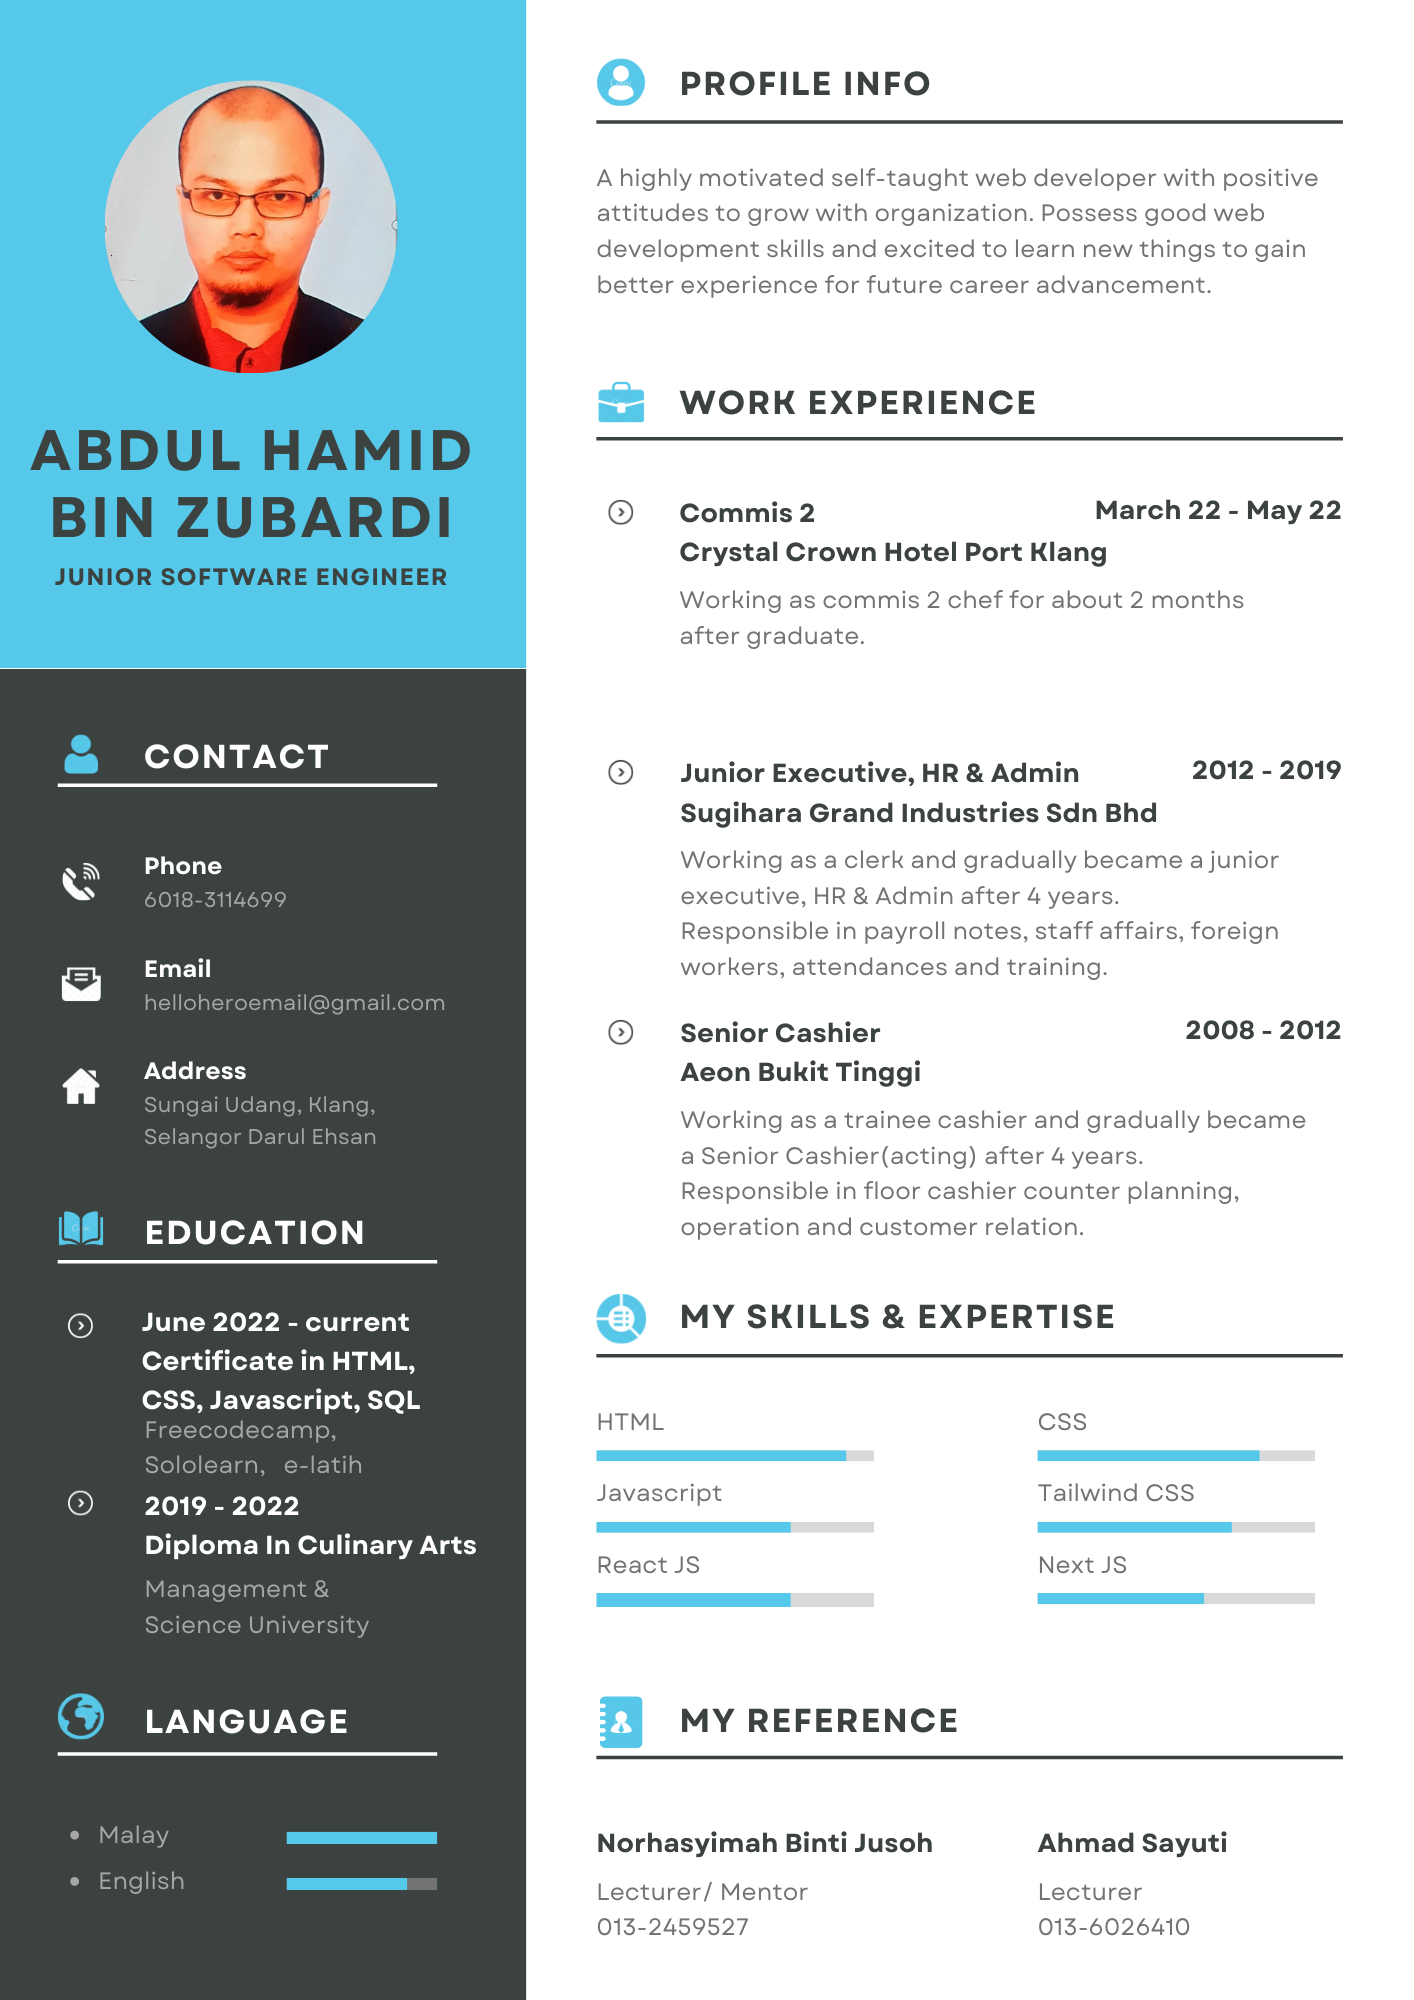 ABDUL HAMID
BIN ZUBARDI
JUNIOR SOFTWARE ENGINEER
CONTACT
Phone
6018-3114699
Email
helloheroemail@gmail.com
Address
Sungai Udang, Klang,
Selangor Darul Ehsan
EDUCATION
June 2022 - current
Certificate in HTML,
CSS, Javascript, SQL
Freecodecamp,
Sololearn, e-latih
2019 - 2022
Diploma In Culinary Arts
Management &
Science University
LANGUAGE
Malay
English
PROFILE INFO
A highly motivated self-taught web developer with positive
attitudes to grow with organization. Possess good web
development skills and excited to learn new things to gain
better experience for future career advancement.
WORK EXPERIENCE
Commis 2 March 22 - May 22
Crystal Crown Hotel Port Klang
Working as commis 2 chef for about 2 months
after graduate.
Junior Executive, HR & Admin 2012 - 2019
Sugihara Grand Industries Sdn Bhd
Working as a clerk and gradually became a junior
executive, HR & Admin after 4 years.
Responsible in payroll notes, staff affairs, foreign
workers, attendances and training.
Senior Cashier 2008 - 2012
Aeon Bukit Tinggi
Working as a trainee cashier and gradually became
a Senior Cashier(acting) after 4 years.
Responsible in floor cashier counter planning,
operation and customer relation.
MY SKILLS & EXPERTISE
HTML CSS
Javascript Tailwind CSS
React JS Next JS
MY REFERENCE
Norhasyimah Binti Jusoh
Lecturer/ Mentor
013-2459527
Ahmad Sayuti
Lecturer
013-6026410